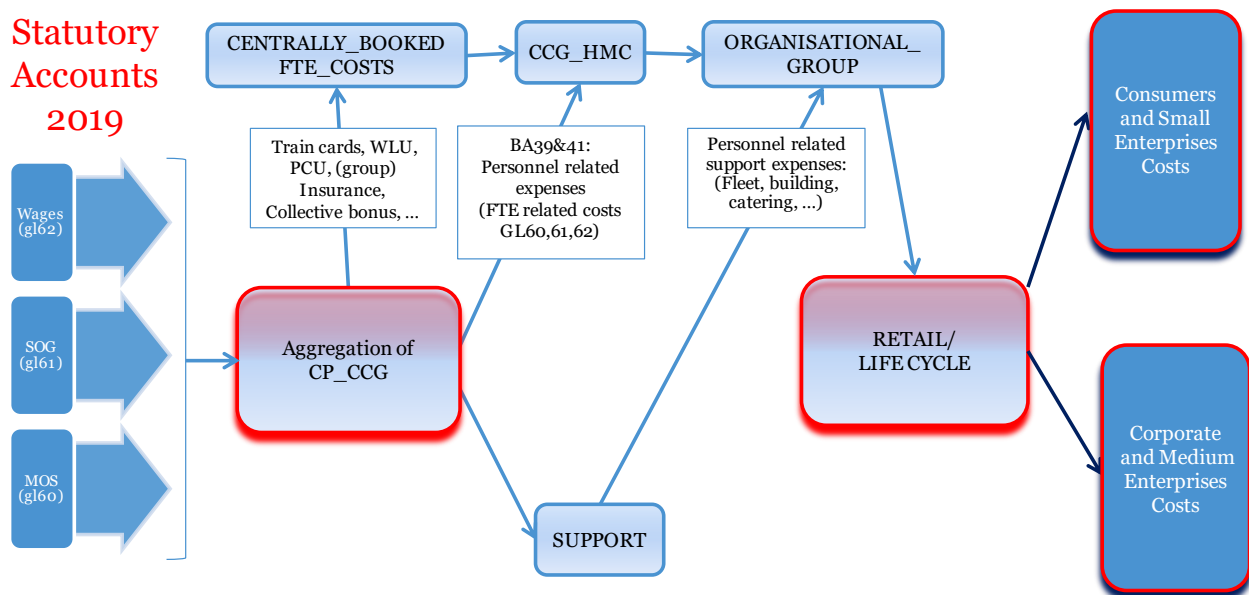 Statutory
Accounts
2019
Wages
(gl62)
SOG
(gl61)
MOS
(gl60)
CENTRALLY_BOOKED
FTE_COSTS
CCG_HMC
ORGANISATIONAL_
GROUP
Train cards, WLU,
PCU, (group)
Insurance,
Collective bonus, ...
BA39&41:
Personnel related
expenses
(FTE related costs
GL60,61,62)
Personnel related
support expenses:
(Fleet, building,
catering, ...)
Aggregation of
CP_CCG
RETAIL/
LIFE CYCLE
SUPPORT
Consumers
and Small
Enterprises
Costs
Corporate
and Medium
Enterprises
Costs